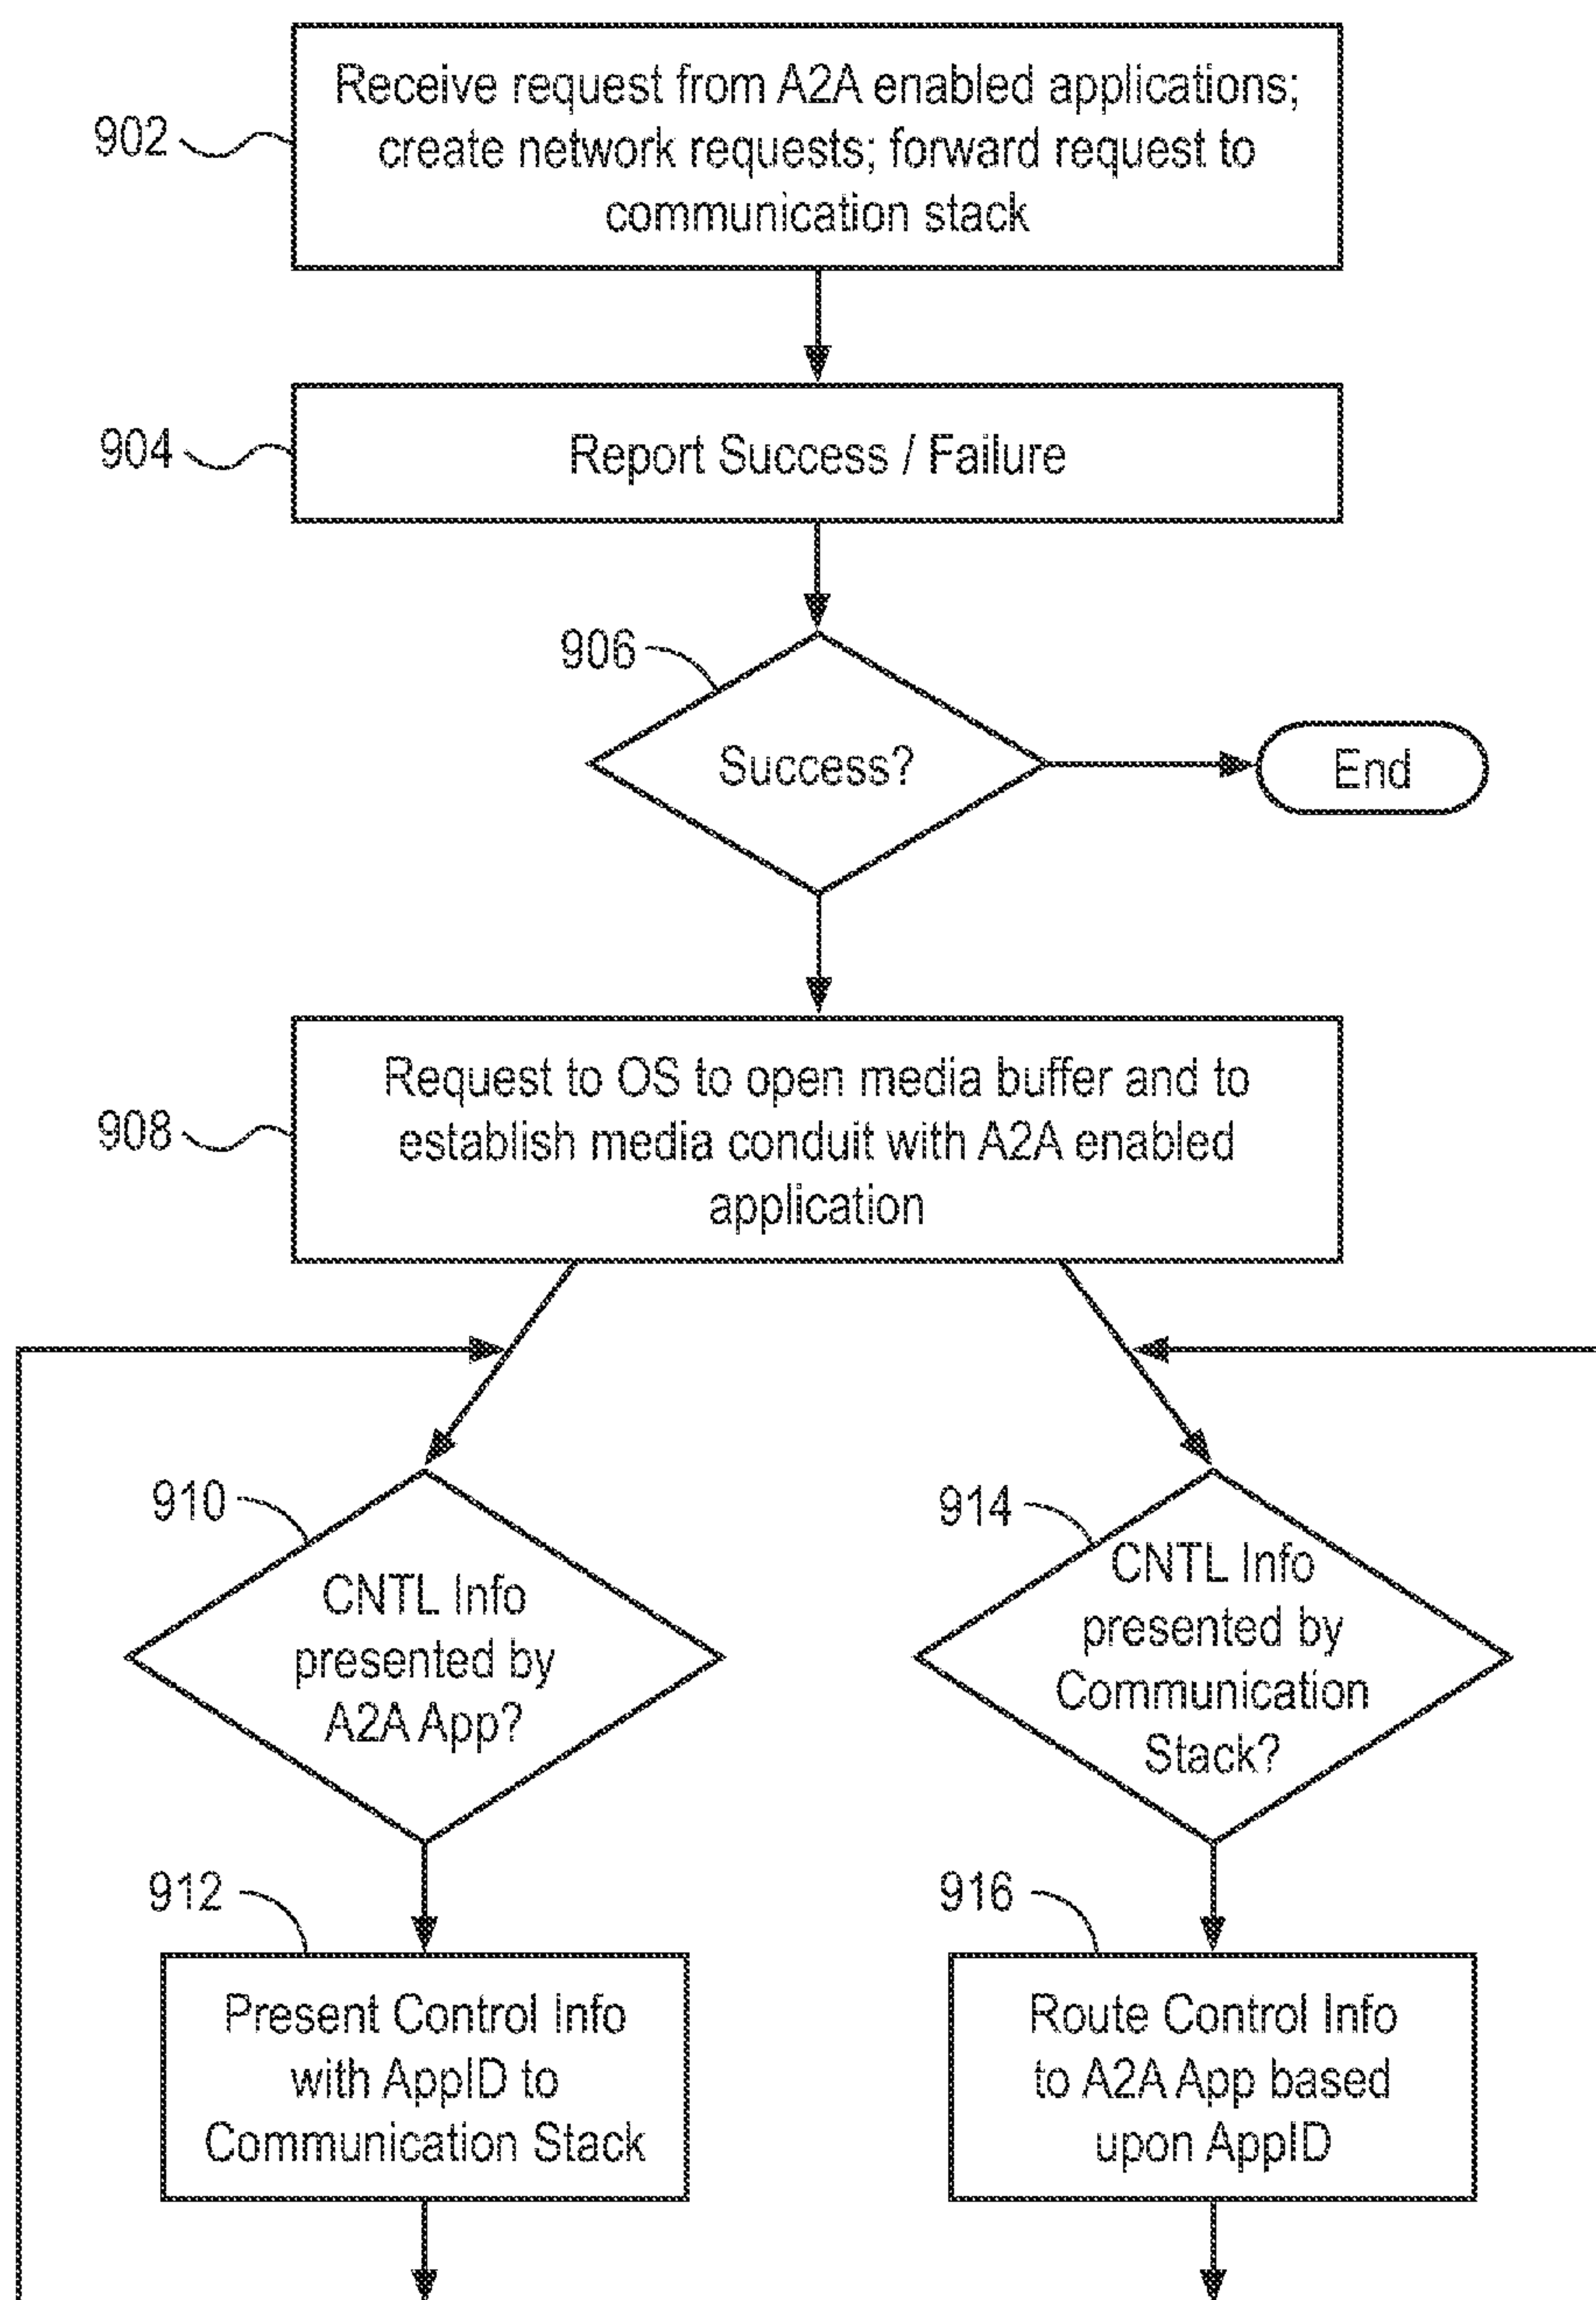 902
Receive request from A2A enabled applications;
create network requests; forward request to
communication stack
904
Report Success / Failure
906
Success?
End
908
Request to OS to open media buffer and to
establish media conduit with A2A enabled
application
910
CNTL Info
presented by
A2A App?
914
CNTL Info
presented by
Communication
Stack?
912
Present Control Info
with AppID to
Communication Stack
916
Route Control Info
to A2A App based
upon AppID